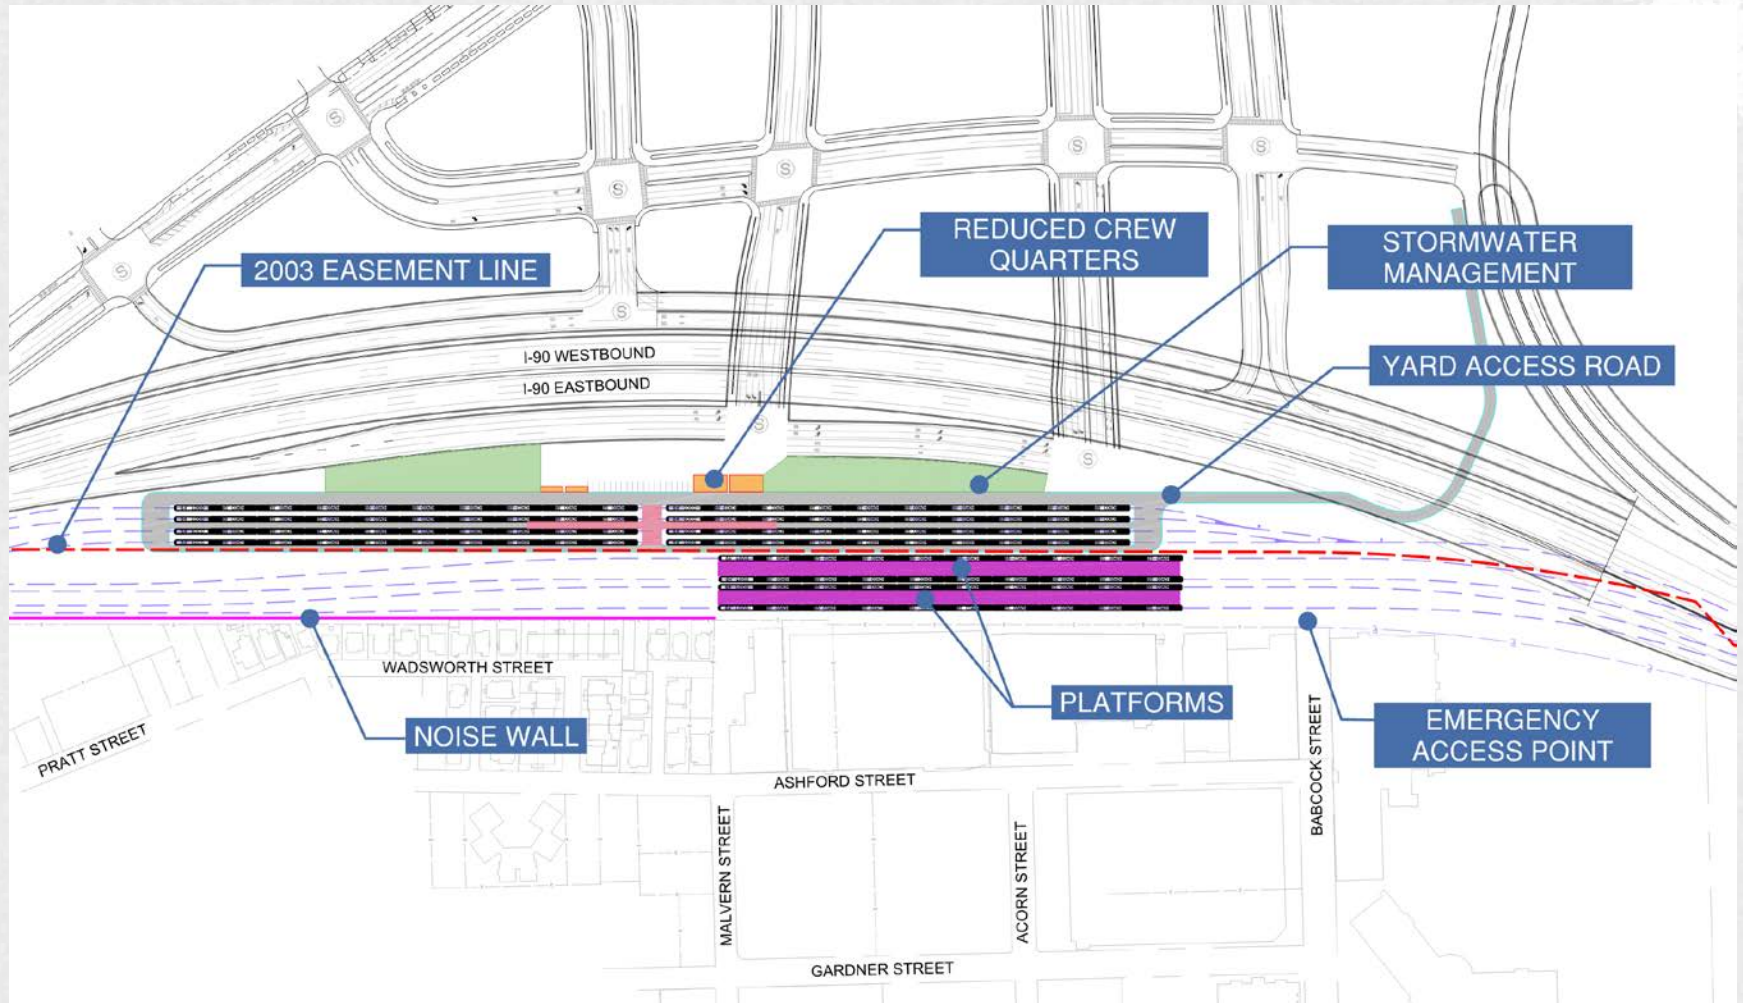 S
S
S
S
S
REDUCED CREW
QUARTERS
STORMWATER
MANAGEMENT
2003 EASEMENT LINE
S
S
I-90 WESTBOUND
YARD ACCESS ROAD
I-90 EASTBOUND
S
S
WADSWORTH STREET
PLATFORMS
NOISE WALL
EMERGENCY
ACCESS POINT
PRATT STREET
ASHFORD STREET
BABCOCK STREET
MALVERN STREET
ACORN STREET
GARDNER STREET